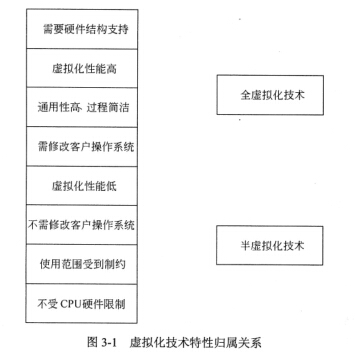 需要硬件结构支持
虚拟化性能高
全虚拟化技术
通用性高、过程简洁
需修改客户操作系统
虚拟化性能低
不需修改客户操作系统
半虚拟化技术
使用范围受到制约
不受CPU硬件限制
图 3-1 虚拟化技术特性归属关系